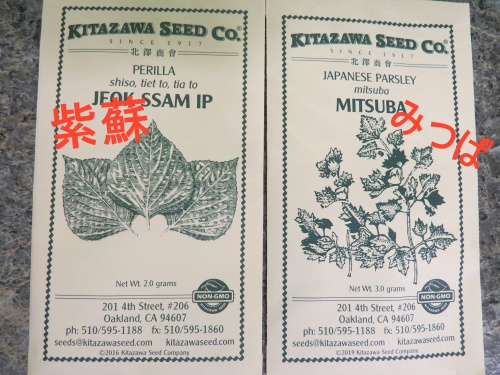 KITAZAWA SEED CO.
SINCE 1917
北澤商會
PERILLA
shiso, tiet to, tia to
JEOK SSAM IP
紫蘇
Net Wt. 2.0 grams
NON-GMO
201 4th Street, #206
Oakland, CA 94607
ph: 510/595-1188 fx: 510/595-1860
seeds@kitazawaseed.com kitazawaseed.com
©2016 Kitazawa Seed Company
KITAZAWA SEED CO.
SINCE 1917
北澤商會
JAPANESE PARSLEY
mitsuba
MITSUBA
みつば
Net Wt. 3.0 grams
NON-GMO
201 4th Street, #206
Oakland, CA 94607
ph: 510/595-1188 fx: 510/595-1860
seeds@kitazawaseed.com kitazawaseed.com
©2019 Kitazawa Seed Company